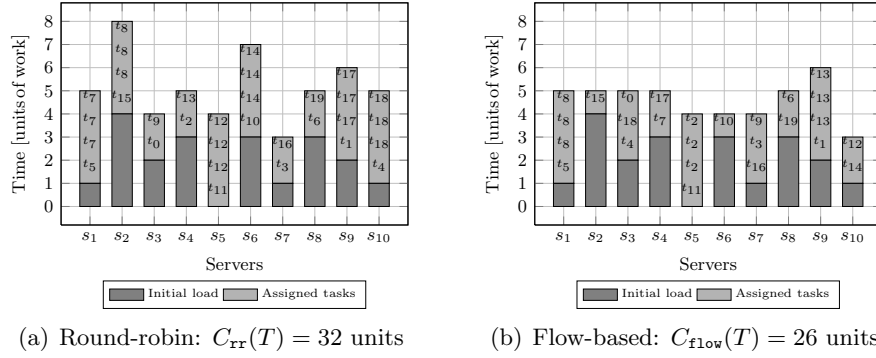 Time [units of work]
8 t8
7 t8 t14
6 t8 t14 t17
5 t7 t15 t13 t14 t19 t17 t18
4 t7 t9 t2 t12 t10 t6 t17 t18
3 t7 t0 t12 t16 t1 t18
2 t5 t12 t3 t4
1 t11
0
s1 s2 s3 s4 s5 s6 s7 s8 s9 s10
Servers
Initial load Assigned tasks
(a) Round-robin: Crr(T) = 32 units
Time [units of work]
8
7
6 t13
5 t8 t15 t0 t17 t6 t13
4 t8 t18 t7 t2 t10 t9 t19 t13
3 t8 t4 t2 t3 t1 t12
2 t5 t2 t16 t14
1 t11
0
s1 s2 s3 s4 s5 s6 s7 s8 s9 s10
Servers
Initial load Assigned tasks
(b) Flow-based: Cflow(T) = 26 units